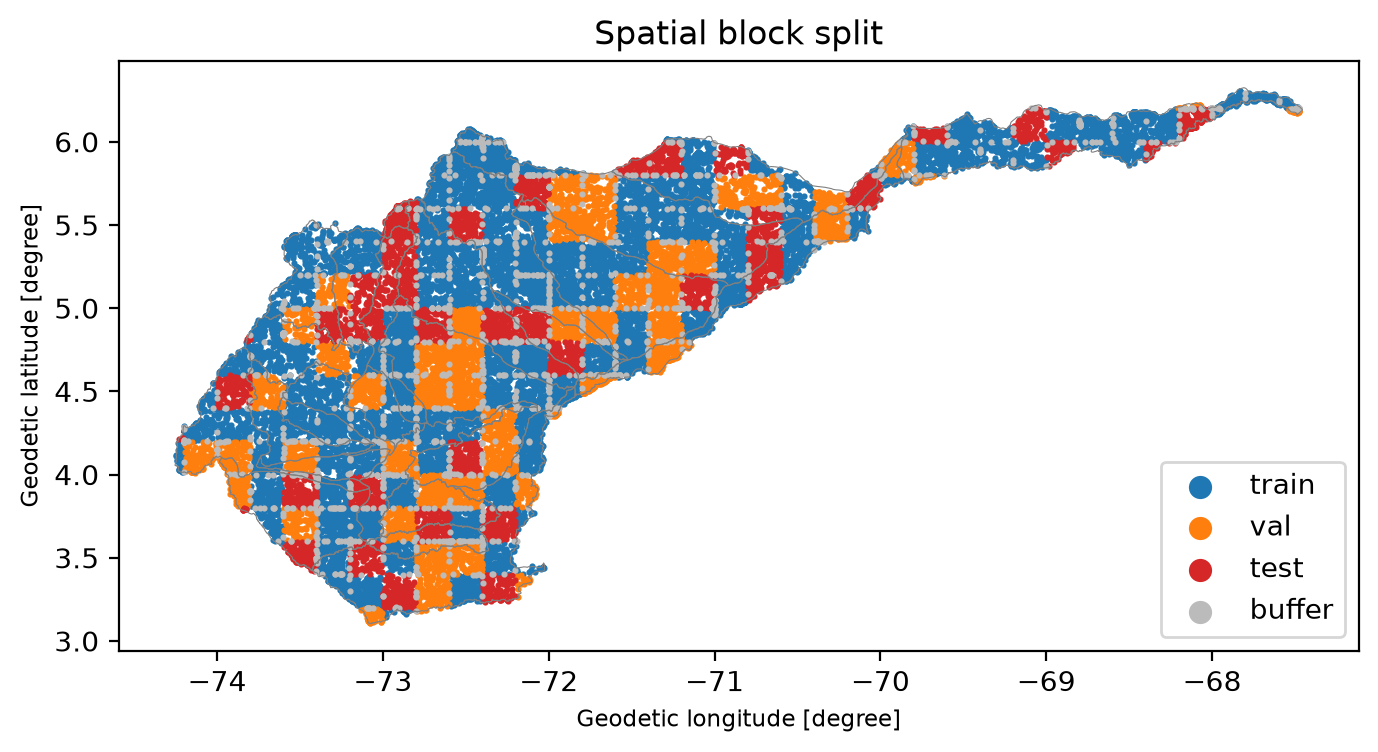 Spatial block split
6.0
5.5
5.0
4.5
4.0
3.5
3.0
Geodetic latitude [degree]
train
val
test
buffer
−74
−73
−72
−71
−70
−69
−68
Geodetic longitude [degree]